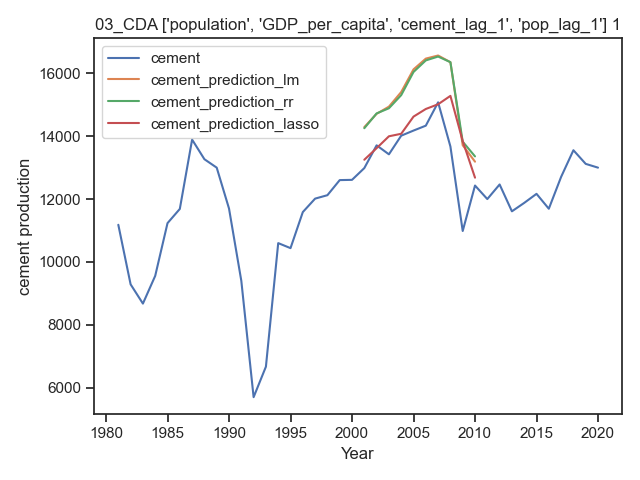 03_CDA ['population', 'GDP_per_capita', 'cement_lag_1', 'pop_lag_1'] 1
cement
cement_prediction_lm
cement_prediction_rr
cement_prediction_lasso
16000
14000
12000
10000
8000
6000
cement production
1980 1985 1990 1995 2000 2005 2010 2015 2020
Year